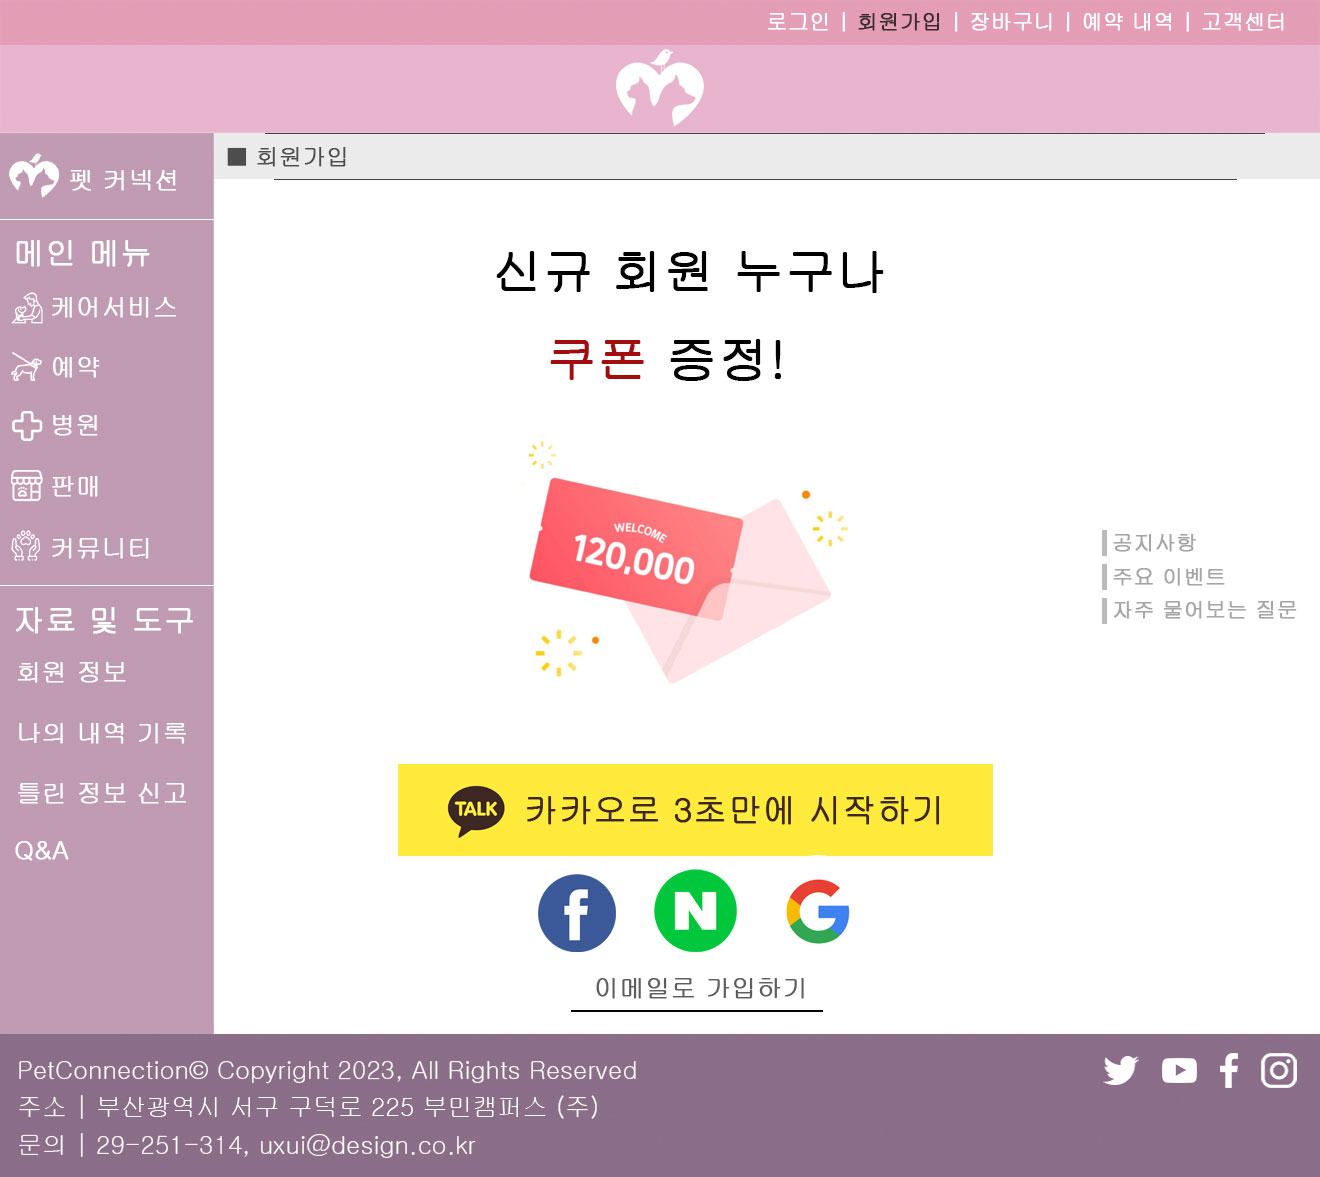 로그인 | 회원가입 | 장바구니 | 예약 내역 | 고객센터
펫 커넥션
■ 회원가입
메인 메뉴
케어서비스
예약
병원
판매
커뮤니티
자료 및 도구
회원 정보
나의 내역 기록
틀린 정보 신고
Q&A
신규 회원 누구나
쿠폰 증정!
WELCOME
120,000
공지사항
주요 이벤트
자주 물어보는 질문
TALK 카카오로 3초만에 시작하기
f N G
이메일로 가입하기
PetConnection© Copyright 2023, All Rights Reserved
주소 | 부산광역시 서구 구덕로 225 부민캠퍼스 (주)
문의 | 29-251-314, uxui@design.co.kr